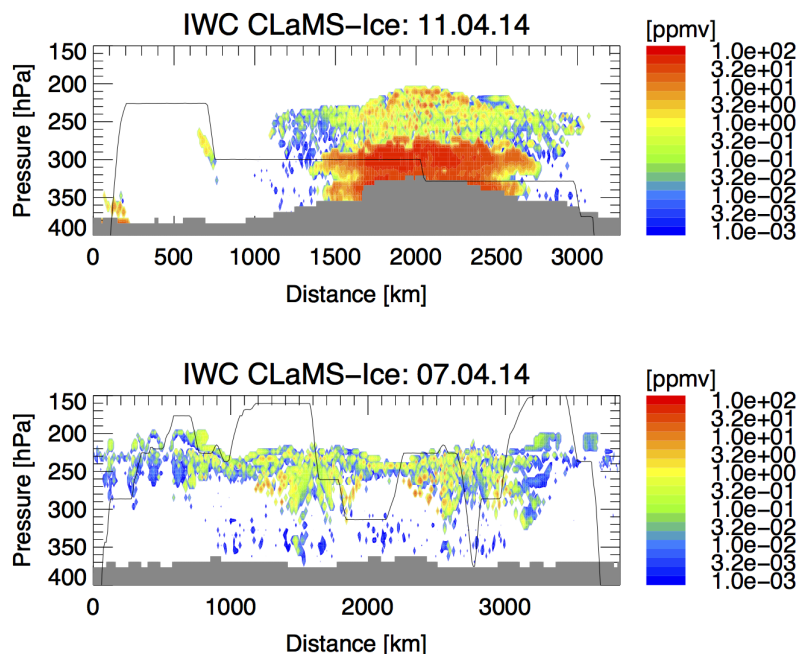 IWC CLaMS-Ice: 11.04.14
[ppmv]
150
200
250
300
350
400
Pressure [hPa]
0 500 1000 1500 2000 2500 3000
Distance [km]
1.0e+02
3.2e+01
1.0e+01
3.2e+00
1.0e+00
3.2e-01
1.0e-01
3.2e-02
1.0e-02
3.2e-03
1.0e-03
IWC CLaMS-Ice: 07.04.14
[ppmv]
150
200
250
300
350
400
Pressure [hPa]
0 1000 2000 3000
Distance [km]
1.0e+02
3.2e+01
1.0e+01
3.2e+00
1.0e+00
3.2e-01
1.0e-01
3.2e-02
1.0e-02
3.2e-03
1.0e-03